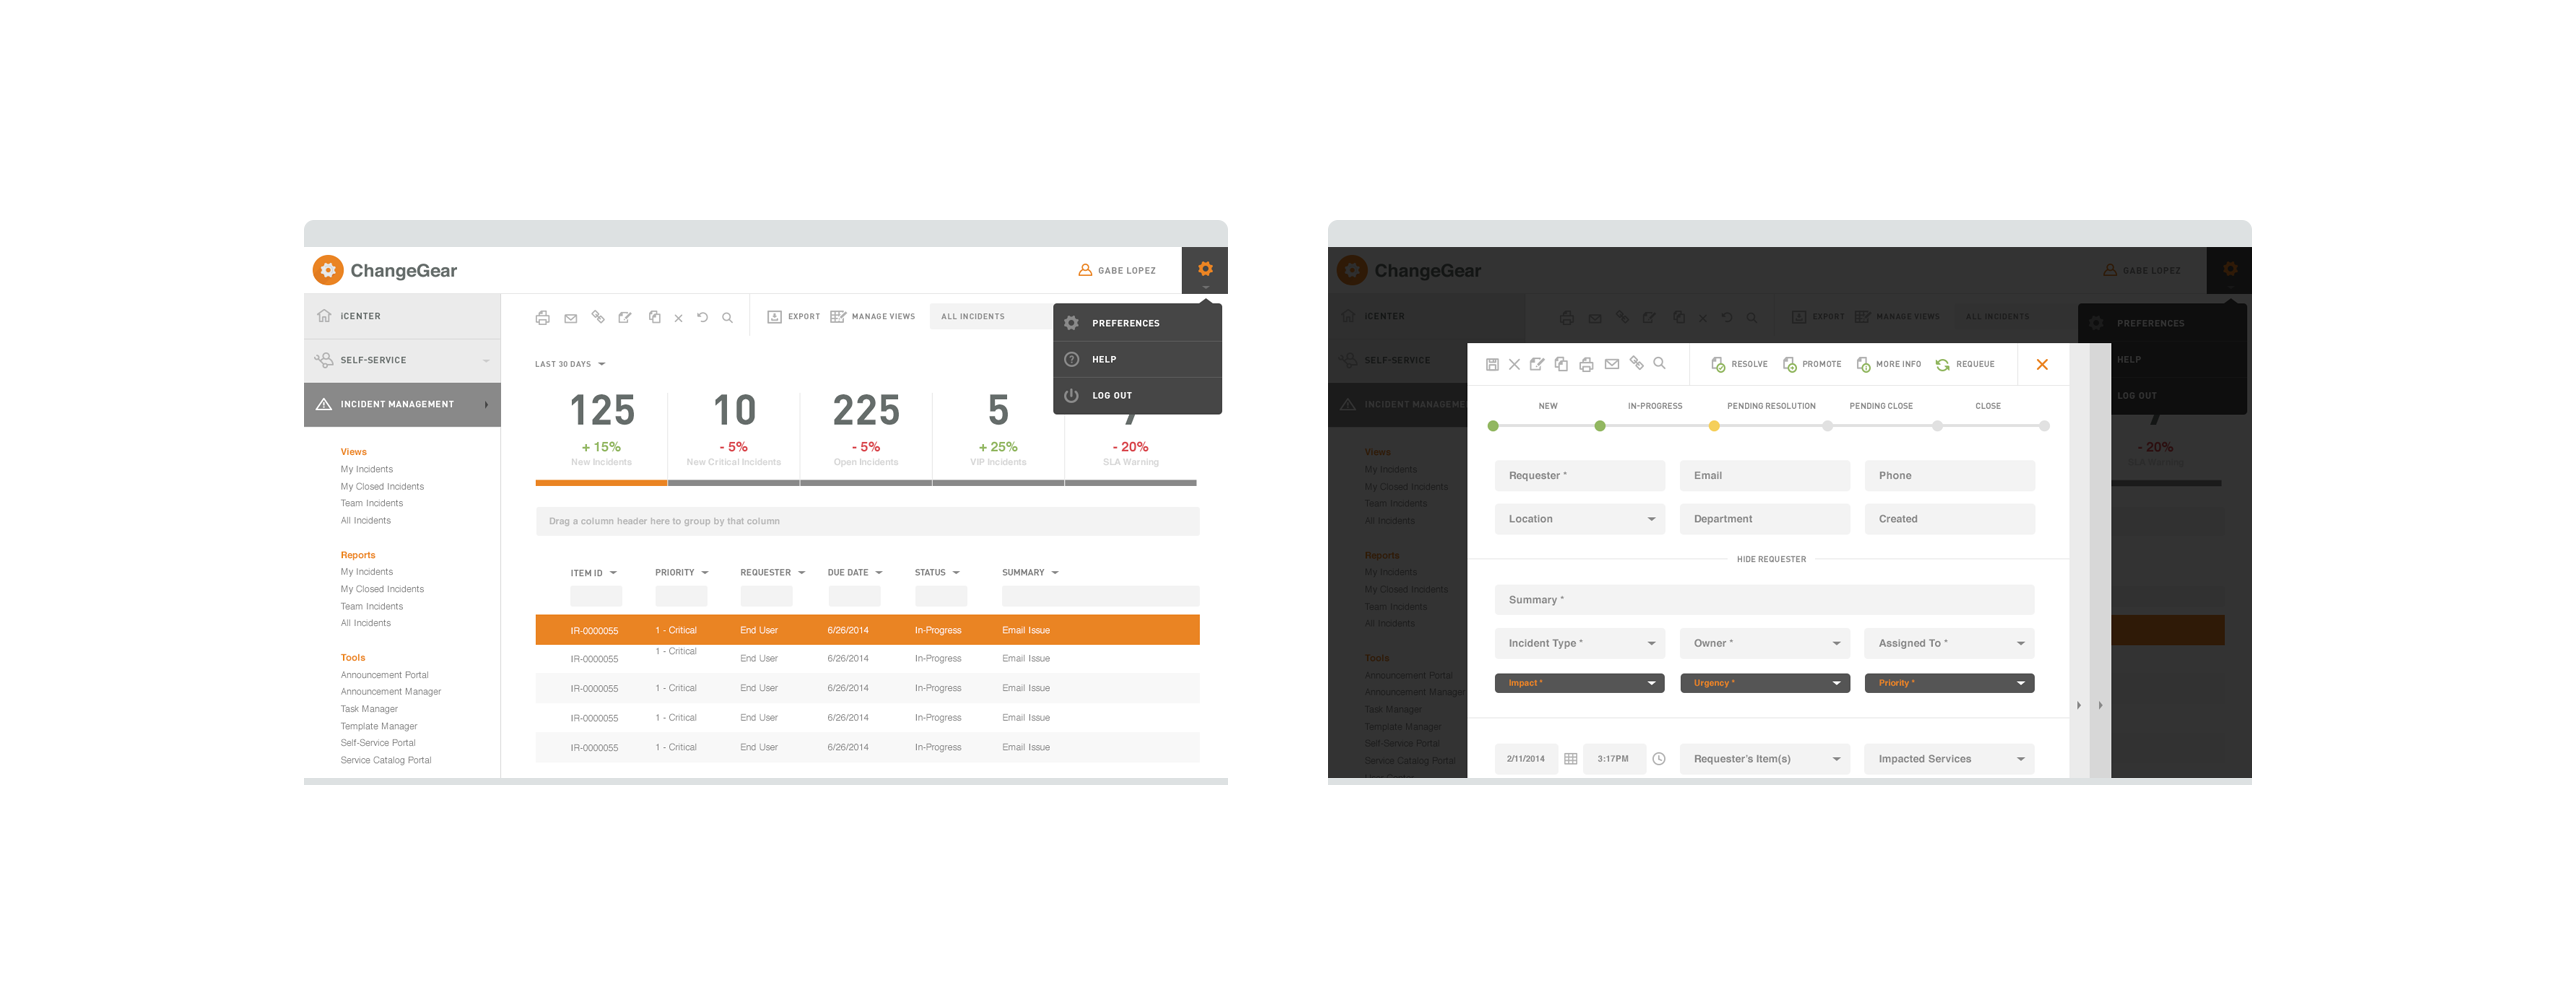 ChangeGear
GABE LOPEZ
iCENTER
SELF-SERVICE
INCIDENT MANAGEMENT
Views
My Incidents
My Closed Incidents
Team Incidents
All Incidents
Reports
My Incidents
My Closed Incidents
Team Incidents
All Incidents
Tools
Announcement Portal
Announcement Manager
Task Manager
Template Manager
Self-Service Portal
Service Catalog Portal
EXPORT MANAGE VIEWS ALL INCIDENTS
PREFERENCES
HELP
LOG OUT
LAST 30 DAYS
125 10 225 5 7
+ 15% - 5% - 5% + 25% - 20%
New Incidents New Critical Incidents Open Incidents VIP Incidents SLA Warning
Drag a column header here to group by that column
ITEM ID PRIORITY REQUESTER DUE DATE STATUS SUMMARY
IR-0000055 1 - Critical End User 6/26/2014 In-Progress Email Issue
IR-0000055 1 - Critical End User 6/26/2014 In-Progress Email Issue
IR-0000055 1 - Critical End User 6/26/2014 In-Progress Email Issue
IR-0000055 1 - Critical End User 6/26/2014 In-Progress Email Issue
IR-0000055 1 - Critical End User 6/26/2014 In-Progress Email Issue
ChangeGear
GABE LOPEZ
iCENTER
SELF-SERVICE
INCIDENT MANAGEME
Views
My Incidents
My Closed Incidents
Team Incidents
All Incidents
Reports
My Incidents
My Closed Incidents
Team Incidents
All Incidents
Tools
Announcement Portal
Announcement Manager
Task Manager
Template Manager
Self-Service Portal
Service Catalog Portal
EXPORT MANAGE VIEWS ALL INCIDENTS
PREFERENCES
HELP
LOG OUT
- 20%
SLA Warning
RESOLVE PROMOTE MORE INFO REQUEUE
NEW IN-PROGRESS PENDING RESOLUTION PENDING CLOSE CLOSE
Requester * Email Phone
Location Department Created
HIDE REQUESTER
Summary *
Incident Type * Owner * Assigned To *
Impact * Urgency * Priority *
2/11/2014 3:17PM Requester's Item(s) Impacted Services